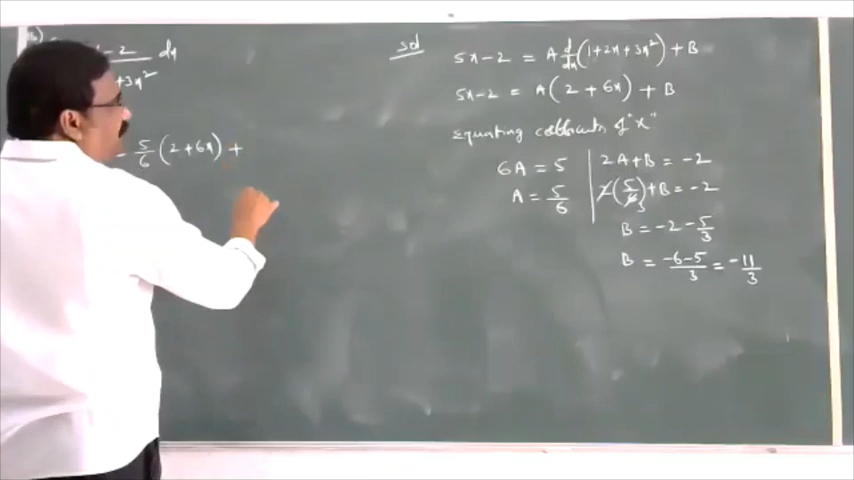 -2 dx
+3x²
5/6 (2+6x) +
sol
5x-2 = A d/dx (1+2x+3x²) + B
5x-2 = A(2+6x) + B
Equating coefficients of "x"
6A = 5
A = 5/6
2A+B = -2
2(5/6)+B = -2
3
B = -2 - 5/3
B = -6-5/3 = -11/3